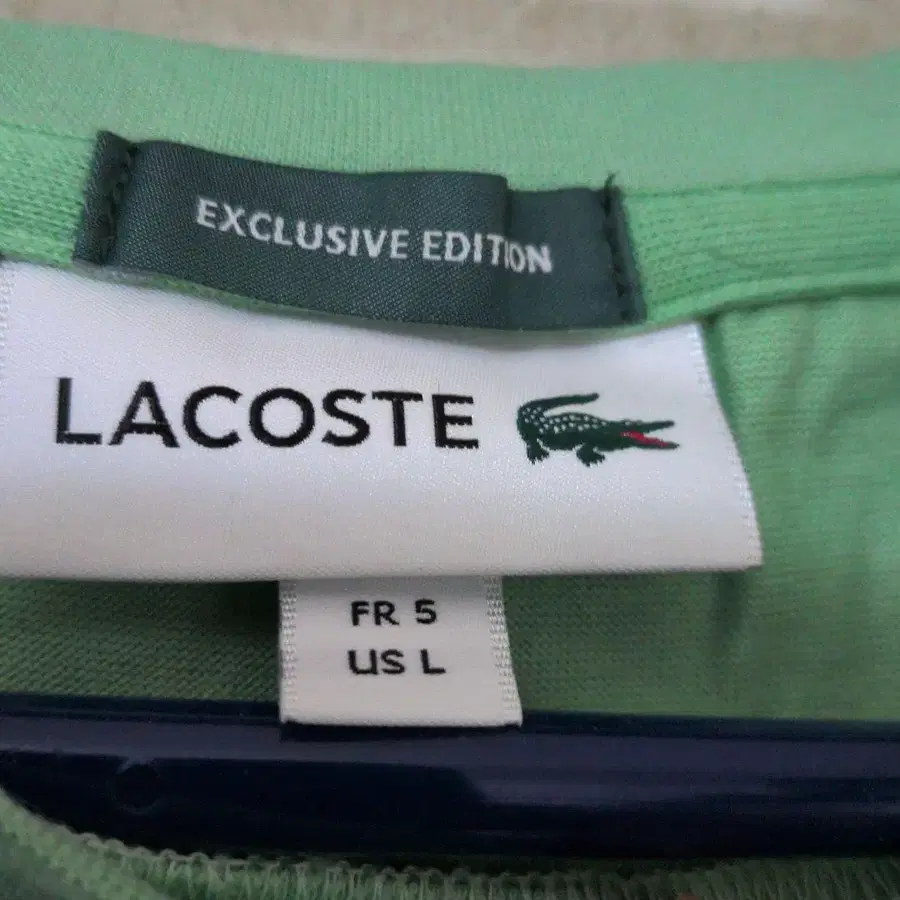 EXCLUSIVE EDITION
LACOSTE
FR 5
US L